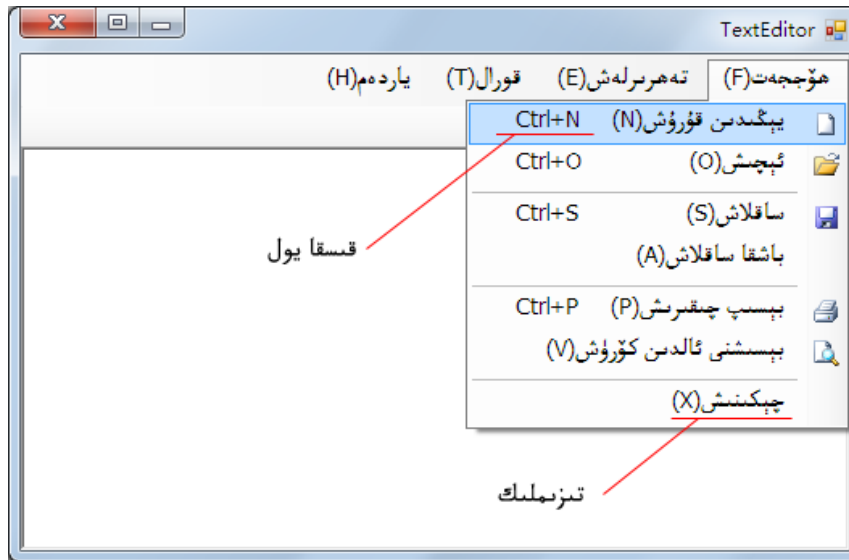 TextEditor
ھۆججەت(F) تەھرىرلەش(E) قورال(T) ياردەم(H)
يېڭىدىن قۇرۇش(N) Ctrl+N
ئېچىش(O) Ctrl+O
ساقلاش(S) Ctrl+S
باشقا ساقلاش(A)
قىسقا يول
بېسىپ چىقىرىش(P) Ctrl+P
بېسىشنى ئالدىن كۆرۈش(V)
چېكىنىش(X)
تىزىملىك